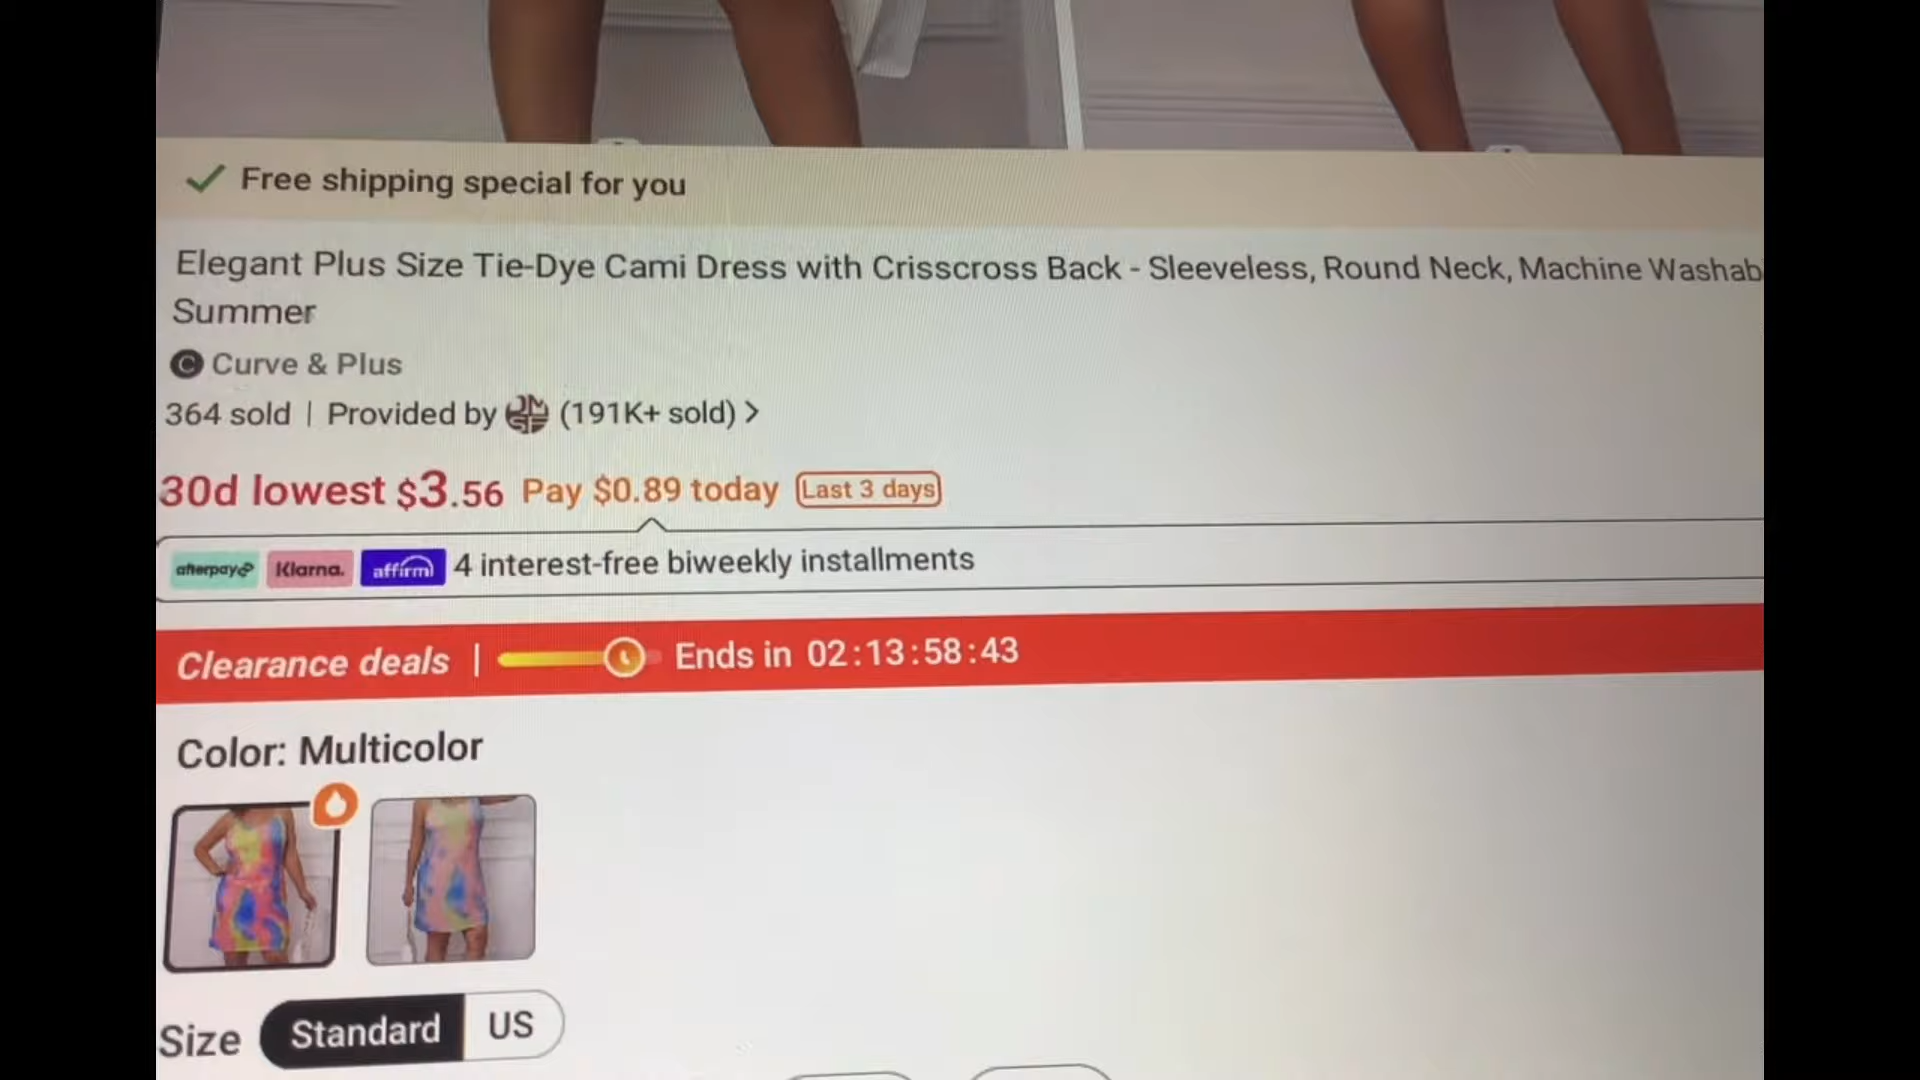 Free shipping special for you
Elegant Plus Size Tie-Dye Cami Dress with Crisscross Back - Sleeveless, Round Neck, Machine Washab
Summer
Curve & Plus
364 sold | Provided by (191K+ sold) >
30d lowest $3.56 Pay $0.89 today Last 3 days
afterpay Klarna. affirm 4 interest-free biweekly installments
Clearance deals | Ends in 02:13:58:43
Color: Multicolor
Size Standard US